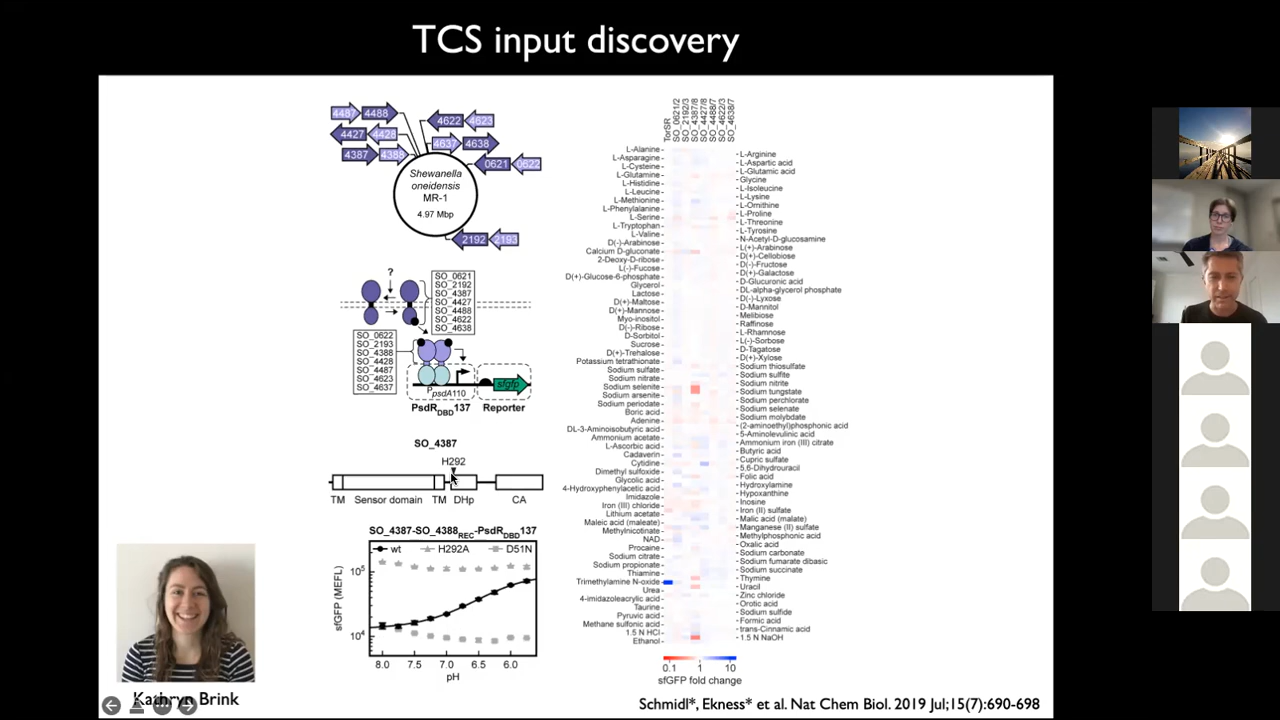 TCS input discovery
4487 4488
4427 4428
4387 4388
4622 4623
4637 4638
0621 0622
Shewanella
oneidensis
MR-1
4.97 Mbp
2192 2193
?
SO_0621
SO_2192
SO_4387
SO_4427
SO_4488
SO_4622
SO_4638
SO_0622
SO_2193
SO_4388
SO_4428
SO_4487
SO_4623
SO_4637
PpsdA110
sfgfp
PsdRDBD137 Reporter
SO_4387
H292
TM Sensor domain TM DHp CA
SO_4387-SO_4388REC-PsdRDBD137
wt H292A D51N
sfGFP (MEFL)
10^5
10^4
8.0 7.5 7.0 6.5 6.0
pH
Kathryn Brink
TorSR
SO_0621/2
SO_2192/3
SO_4387/8
SO_4427/8
SO_4488/7
SO_4622/3
SO_4638/7
L-Alanine
L-Asparagine
L-Cysteine
L-Glutamine
L-Histidine
L-Leucine
L-Methionine
L-Phenylalanine
L-Serine
L-Tryptophan
L-Valine
D(-)-Arabinose
Calcium D-gluconate
2-Deoxy-D-ribose
L(-)-Fucose
D(+)-Glucose-6-phosphate
Glycerol
Lactose
D(+)-Maltose
D(+)-Mannose
Myo-inositol
D(-)-Ribose
D-Sorbitol
Sucrose
D(+)-Trehalose
Potassium tetrathionate
Sodium sulfate
Sodium nitrate
Sodium selenite
Sodium arsenite
Sodium periodate
Boric acid
Adenine
DL-3-Aminoisobutyric acid
Ammonium acetate
L-Ascorbic acid
Cadaverin
Cytidine
Dimethyl sulfoxide
Glycolic acid
4-Hydroxyphenylacetic acid
Imidazole
Iron (III) chloride
Lithium acetate
Maleic acid (maleate)
Methylnicotinate
NAD
Procaine
Sodium citrate
Sodium propionate
Thiamine
Trimethylamine N-oxide
Urea
4-imidazoleacrylic acid
Taurine
Pyruvic acid
Methane sulfonic acid
1.5 N HCl
Ethanol
L-Arginine
L-Aspartic acid
L-Glutamic acid
Glycine
L-Isoleucine
L-Lysine
L-Ornithine
L-Proline
L-Threonine
L-Tyrosine
N-Acetyl-D-glucosamine
L(+)-Arabinose
D(+)-Cellobiose
D(-)-Fructose
D(+)-Galactose
D-Glucuronic acid
DL-alpha-glycerol phosphate
D(-)-Lyxose
D-Mannitol
Melibiose
Raffinose
L-Rhamnose
L(-)-Sorbose
D-Tagatose
D(+)-Xylose
Sodium thiosulfate
Sodium sulfite
Sodium nitrite
Sodium tungstate
Sodium perchlorate
Sodium selenate
Sodium molybdate
(2-aminoethyl)phosphonic acid
5-Aminolevulinic acid
Ammonium iron (III) citrate
Butyric acid
Cupric sulfate
5,6-Dihydrouracil
Folic acid
Hydroxylamine
Hypoxanthine
Inosine
Iron (II) sulfate
Malic acid (malate)
Manganese (II) sulfate
Methylphosphonic acid
Oxalic acid
Sodium carbonate
Sodium fumarate dibasic
Sodium succinate
Thymine
Uracil
Zinc chloride
Orotic acid
Sodium sulfide
Formic acid
trans-Cinnamic acid
1.5 N NaOH
0.1 1 10
sfGFP fold change
Schmidl*, Ekness* et al. Nat Chem Biol. 2019 Jul;15(7):690-698